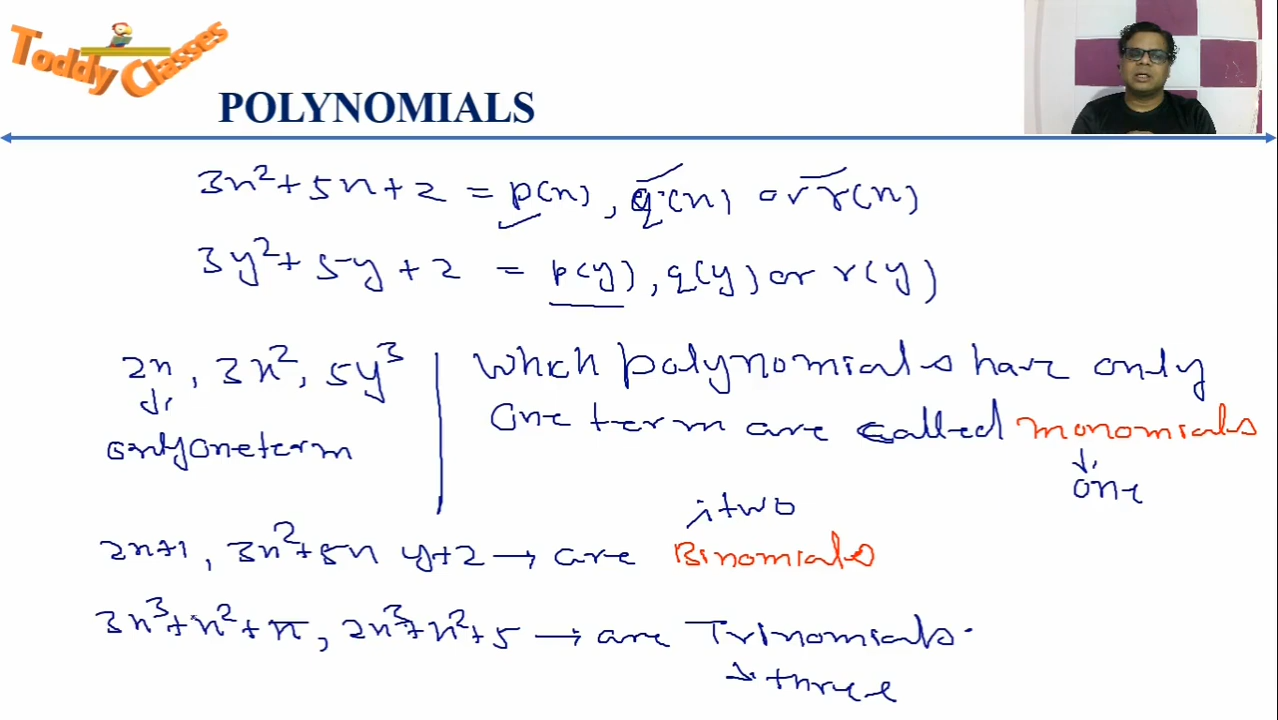 Toddy Classes
POLYNOMIALS
3x²+5x+2 = p(x), q(x) or r(x)
3y²+5y+2 = p(y), q(y) or r(y)
2x, 3x², 5y³
↓
only one term
which polynomials have only
one term are called monomials
↓
one
two
2x+1, 3x²+5x y+2 → are Binomials
3x³+x²+π, 2x³+x²+5 → are Trinomials.
→ three